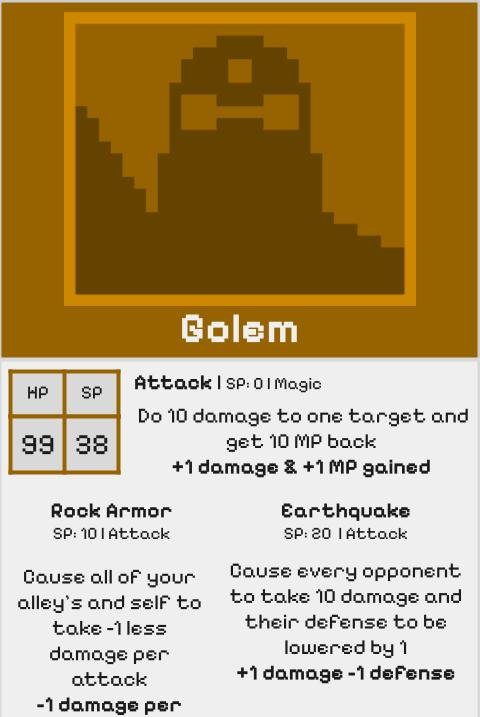 Golem
HP SP
99 38
Attack | SP: 0 | Magic
Do 10 damage to one target and
get 10 MP back
+1 damage & +1 MP gained
Rock Armor
SP: 10 | Attack
Cause all of your
alley's and self to
take -1 less
damage per
attack
-1 damage per
Earthquake
SP: 20 | Attack
Cause every opponent
to take 10 damage and
their defense to be
lowered by 1
+1 damage -1 defense